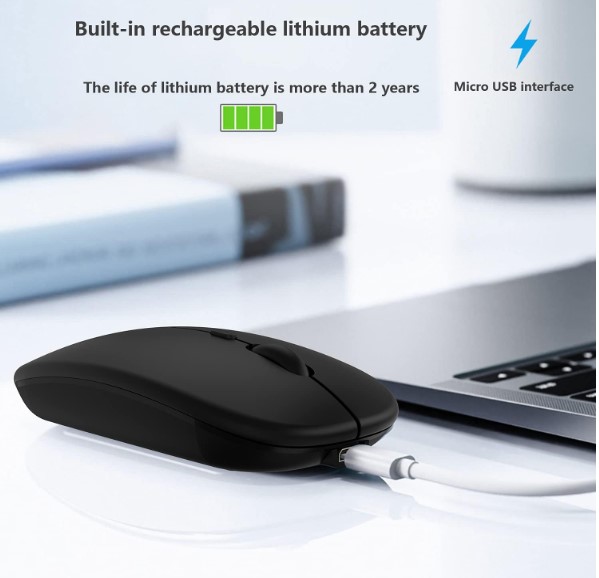 Built-in rechargeable lithium battery
The life of lithium battery is more than 2 years
Micro USB interface